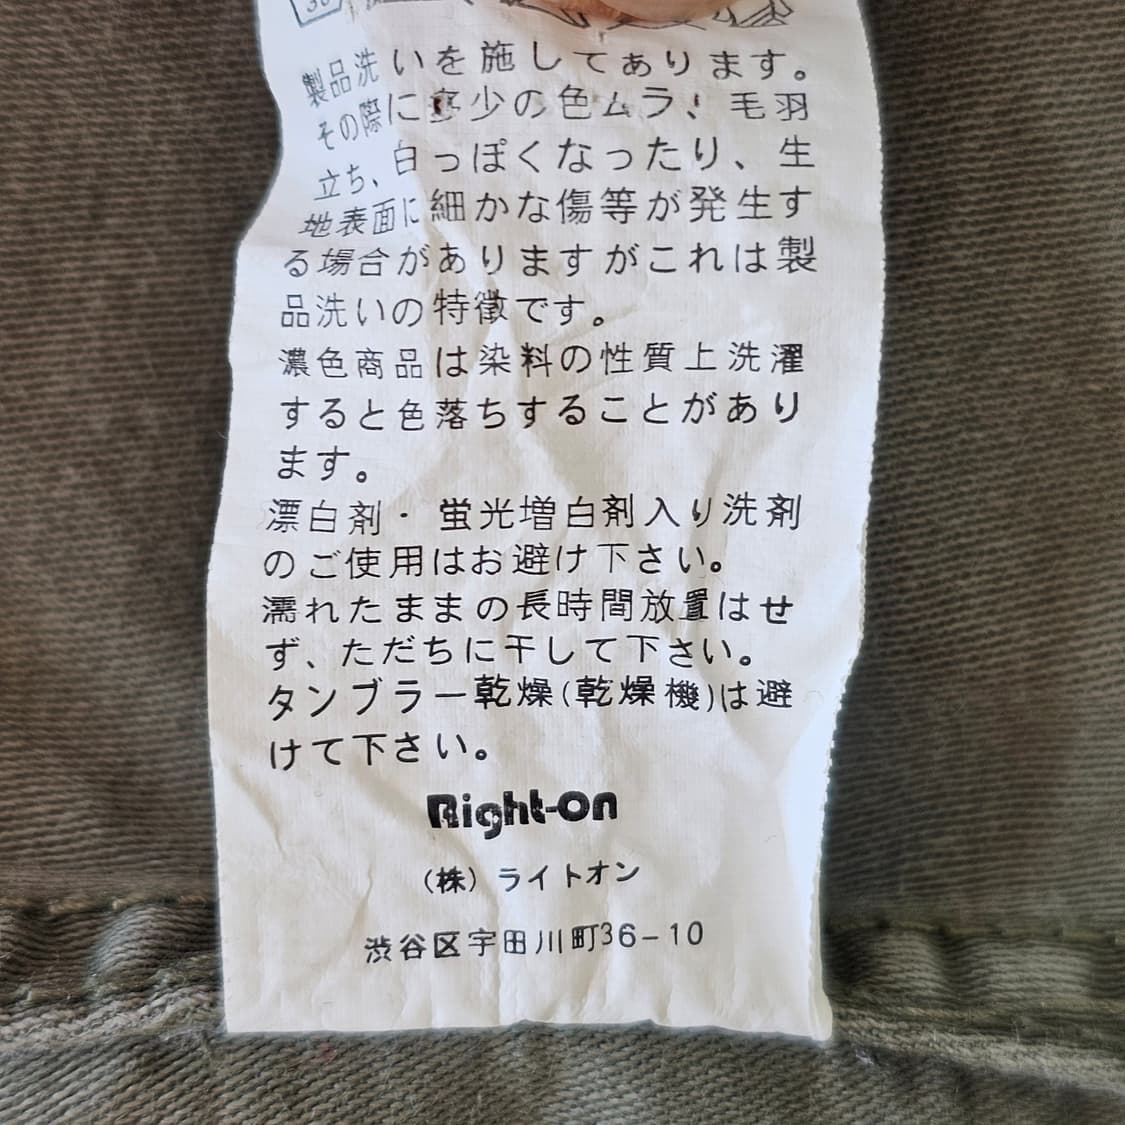 30
製品洗いを施してあります。
その際に多少の色ムラ、毛羽
立ち、白っぽくなったり、生
地表面に細かな傷等が発生す
る場合がありますがこれは製
品洗いの特徴です。
濃色商品は染料の性質上洗濯
すると色落ちすることがあり
ます。
漂白剤・蛍光増白剤入り洗剤
のご使用はお避け下さい。
濡れたままの長時間放置はせ
ず、ただちに干して下さい。
タンブラー乾燥(乾燥機)は避
けて下さい。
Right-on
(株)ライトオン
渋谷区宇田川町36-10